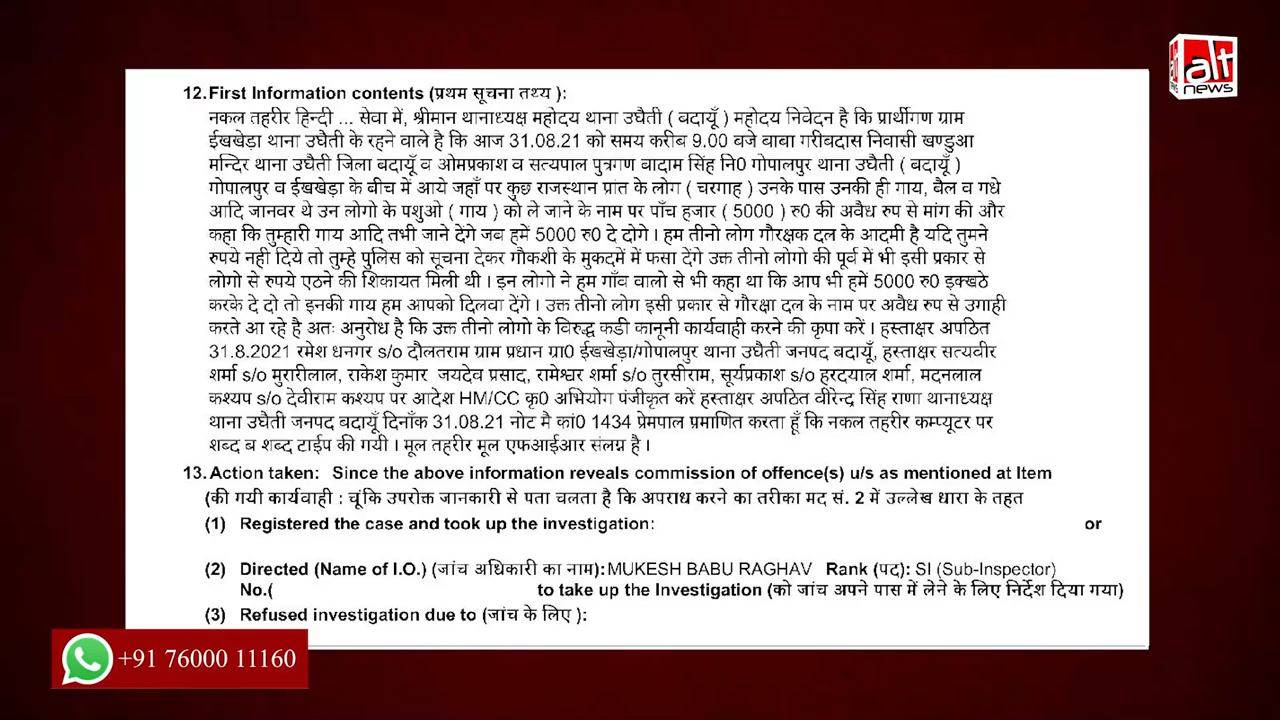 alt
news
12. First Information contents (प्रथम सूचना तथ्य ):
नकल तहरीर हिन्दी ... सेवा में, श्रीमान थानाध्यक्ष महोदय थाना उघैती ( बदायूँ ) महोदय निवेदन है कि प्रार्थीगण ग्राम
ईखखेड़ा थाना उघैती के रहने वाले है कि आज 31.08.21 को समय करीब 9.00 बजे बाबा गरीबदास निवासी खण्डुआ
मन्दिर थाना उघैती जिला बदायूँ व ओमप्रकाश व सत्यपाल पुत्रगण बादाम सिंह नि0 गोपालपुर थाना उघैती ( बदायूँ )
गोपालपुर व ईखखेड़ा के बीच में आये जहाँ पर कुछ राजस्थान प्रांत के लोग ( चरगाह ) उनके पास उनकी ही गाय, बैल व गधे
आदि जानवर थे उन लोगो के पशुओ ( गाय ) को ले जाने के नाम पर पाँच हजार ( 5000 ) रु0 की अवैध रुप से मांग की और
कहा कि तुम्हारी गाय आदि तभी जाने देंगे जब हमें 5000 रु0 दे दोगे । हम तीनो लोग गौरक्षक दल के आदमी है यदि तुमने
रुपये नही दिये तो तुम्हे पुलिस को सूचना देकर गौकशी के मुकदमें में फसा देंगे उक्त तीनो लोगो की पूर्व में भी इसी प्रकार से
लोगो से रुपये एठने की शिकायत मिली थी । इन लोगो ने हम गाँव वालो से भी कहा था कि आप भी हमें 5000 रु0 इक्खठे
करके दे दो तो इनकी गाय हम आपको दिलवा देंगे । उक्त तीनो लोग इसी प्रकार से गौरक्षा दल के नाम पर अवैध रुप से उगाही
करते आ रहे है अतः अनुरोध है कि उक्त तीनो लोगो के विरुद्ध कडी कानूनी कार्यवाही करने की कृपा करें । हस्ताक्षर अपठित
31.8.2021 रमेश धनगर s/o दौलतराम ग्राम प्रधान ग्रा0 ईखखेड़ा/गोपालपुर थाना उघैती जनपद बदायूँ, हस्ताक्षर सत्यवीर
शर्मा s/o मुरारीलाल, राकेश कुमार जयदेव प्रसाद, रामेश्वर शर्मा s/o तुरसीराम, सूर्यप्रकाश s/o हरदयाल शर्मा, मदनलाल
कश्यप s/o देवीराम कश्यप पर आदेश HM/CC कृ0 अभियोग पंजीकृत करें हस्ताक्षर अपठित वीरेन्द्र सिंह राणा थानाध्यक्ष
थाना उघैती जनपद बदायूँ दिनाँक 31.08.21 नोट मै कां0 1434 प्रेमपाल प्रमाणित करता हूँ कि नकल तहरीर कम्प्यूटर पर
शब्द ब शब्द टाईप की गयी । मूल तहरीर मूल एफआईआर संलग्न है ।
13. Action taken: Since the above information reveals commission of offence(s) u/s as mentioned at Item
(की गयी कार्यवाही : चूंकि उपरोक्त जानकारी से पता चलता है कि अपराध करने का तरीका मद सं. 2 में उल्लेख धारा के तहत
(1) Registered the case and took up the investigation: or
(2) Directed (Name of I.O.) (जांच अधिकारी का नाम): MUKESH BABU RAGHAV Rank (पद): SI (Sub-Inspector)
No.( to take up the Investigation (को जांच अपने पास में लेने के लिए निर्देश दिया गया)
(3) Refused investigation due to (जांच के लिए ):
+91 76000 11160